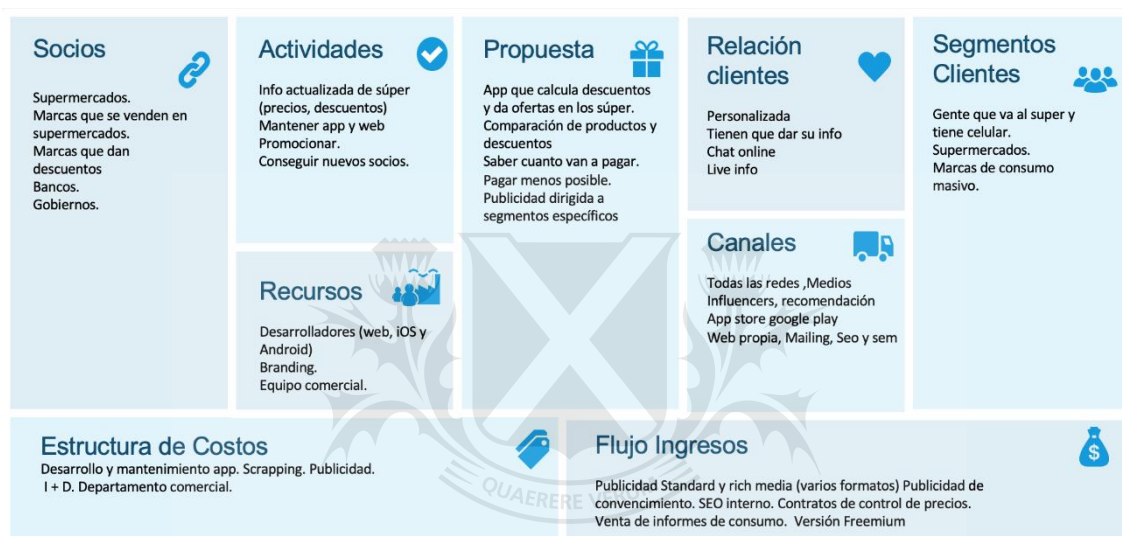 Socios
Supermercados.
Marcas que se venden en
supermercados.
Marcas que dan
descuentos
Bancos.
Gobiernos.
Actividades
Info actualizada de súper
(precios, descuentos)
Mantener app y web
Promocionar.
Conseguir nuevos socios.
Recursos
Desarrolladores (web, iOS y
Android)
Branding.
Equipo comercial.
Propuesta
App que calcula descuentos
y da ofertas en los súper.
Comparación de productos y
descuentos
Saber cuanto van a pagar.
Pagar menos posible.
Publicidad dirigida a
segmentos específicos
Relación
clientes
Personalizada
Tienen que dar su info
Chat online
Live info
Canales
Todas las redes ,Medios
Influencers, recomendación
App store google play
Web propia, Mailing, Seo y sem
Segmentos
Clientes
Gente que va al super y
tiene celular.
Supermercados.
Marcas de consumo
masivo.
Estructura de Costos
Desarrollo y mantenimiento app. Scrapping. Publicidad.
I + D. Departamento comercial.
Flujo Ingresos
$
Publicidad Standard y rich media (varios formatos) Publicidad de
convencimiento. SEO interno. Contratos de control de precios.
Venta de informes de consumo. Versión Freemium
QUAERERE VERUM